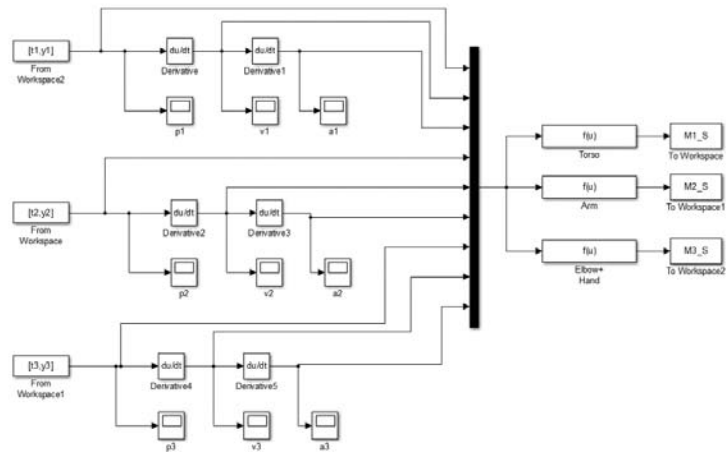 [t1,y1]
From
Workspace2
du/dt
Derivative
du/dt
Derivative1
p1
v1
a1
[t2,y2]
From
Workspace
du/dt
Derivative2
du/dt
Derivative3
p2
v2
a2
[t3,y3]
From
Workspace1
du/dt
Derivative4
du/dt
Derivative5
p3
v3
a3
f(u)
Torso
M1_S
To Workspace
f(u)
Arm
M2_S
To Workspace1
f(u)
Elbow+
Hand
M3_S
To Workspace2